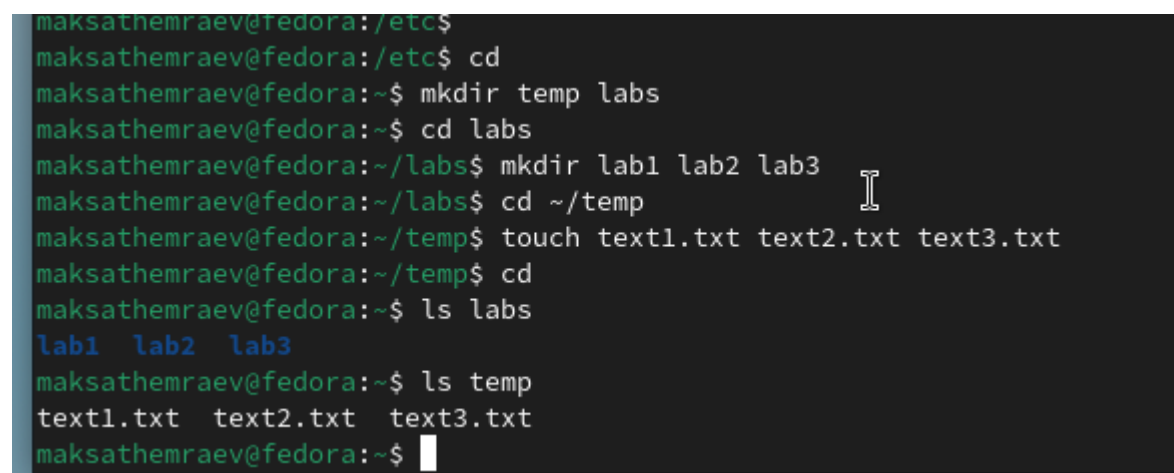 maksathemraev@fedora:/etc$
maksathemraev@fedora:/etc$ cd
maksathemraev@fedora:~$ mkdir temp labs
maksathemraev@fedora:~$ cd labs
maksathemraev@fedora:~/labs$ mkdir lab1 lab2 lab3
maksathemraev@fedora:~/labs$ cd ~/temp
maksathemraev@fedora:~/temp$ touch text1.txt text2.txt text3.txt
maksathemraev@fedora:~/temp$ cd
maksathemraev@fedora:~$ ls labs
lab1  lab2  lab3
maksathemraev@fedora:~$ ls temp
text1.txt  text2.txt  text3.txt
maksathemraev@fedora:~$